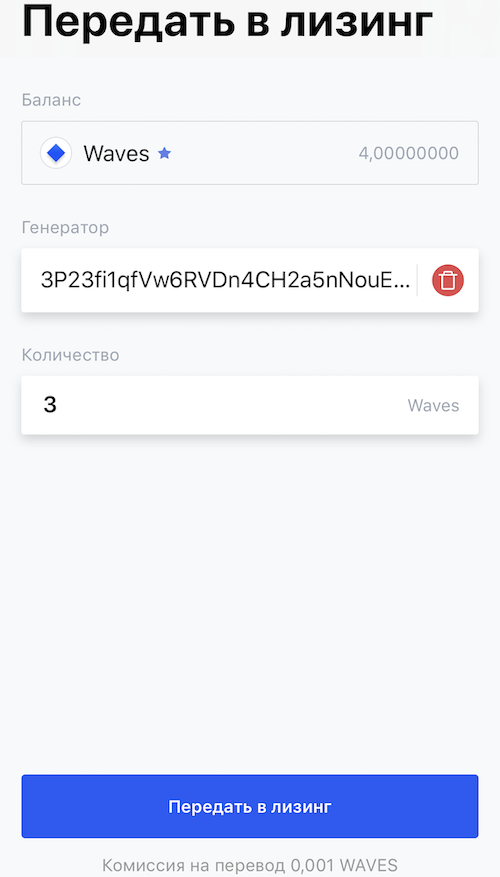 Передать в лизинг
Баланс
Waves 4,00000000
Генератор
3P23fi1qfVw6RVDn4CH2a5nNouE...
Количество
3 Waves
Передать в лизинг
Комиссия на перевод 0,001 WAVES